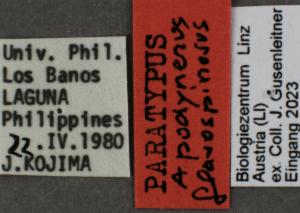 Univ. Phil.
Los Banos
LAGUNA
Philippines
22.IV.1980
J.KOJIMA
PARATYPUS
Apodynerus
flavospinosus
Biologiezentrum Linz
Austria (LI)
ex. Coll. J. Gusenleitner
Eingang 2023